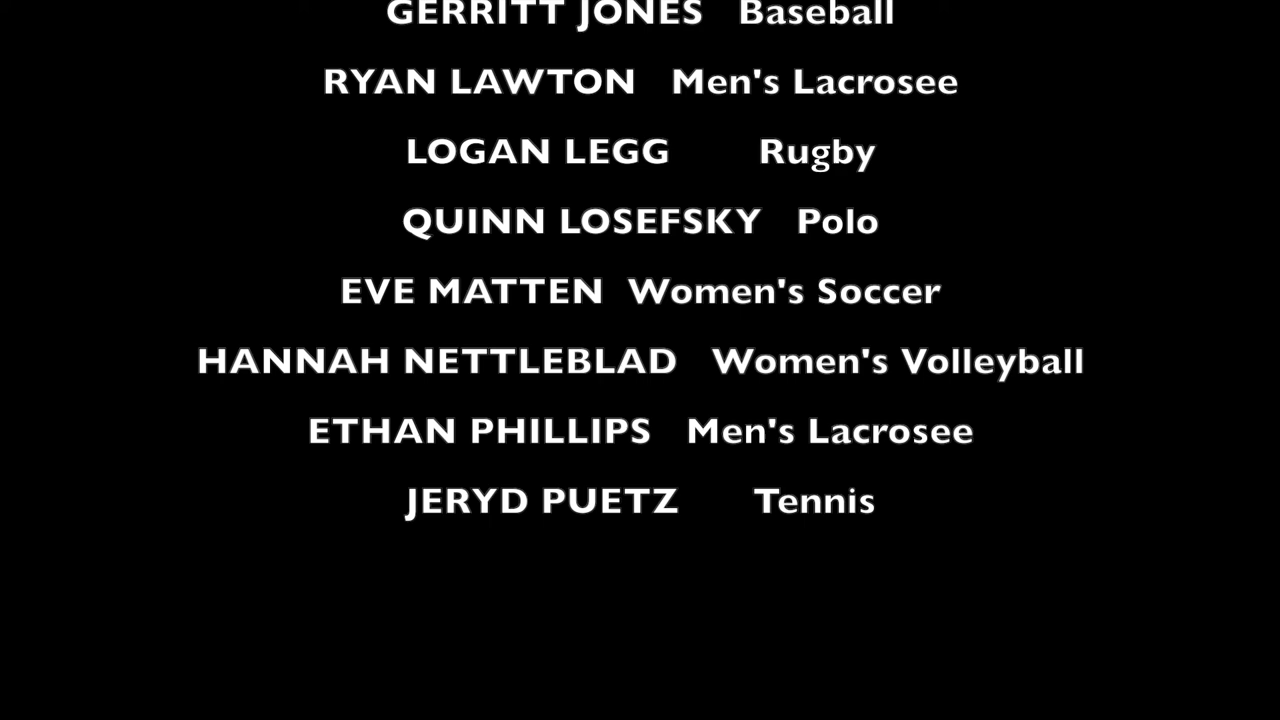 GERRITT JONES Baseball
RYAN LAWTON Men's Lacrosee
LOGAN LEGG Rugby
QUINN LOSEFSKY Polo
EVE MATTEN Women's Soccer
HANNAH NETTLEBLAD Women's Volleyball
ETHAN PHILLIPS Men's Lacrosee
JERYD PUETZ Tennis